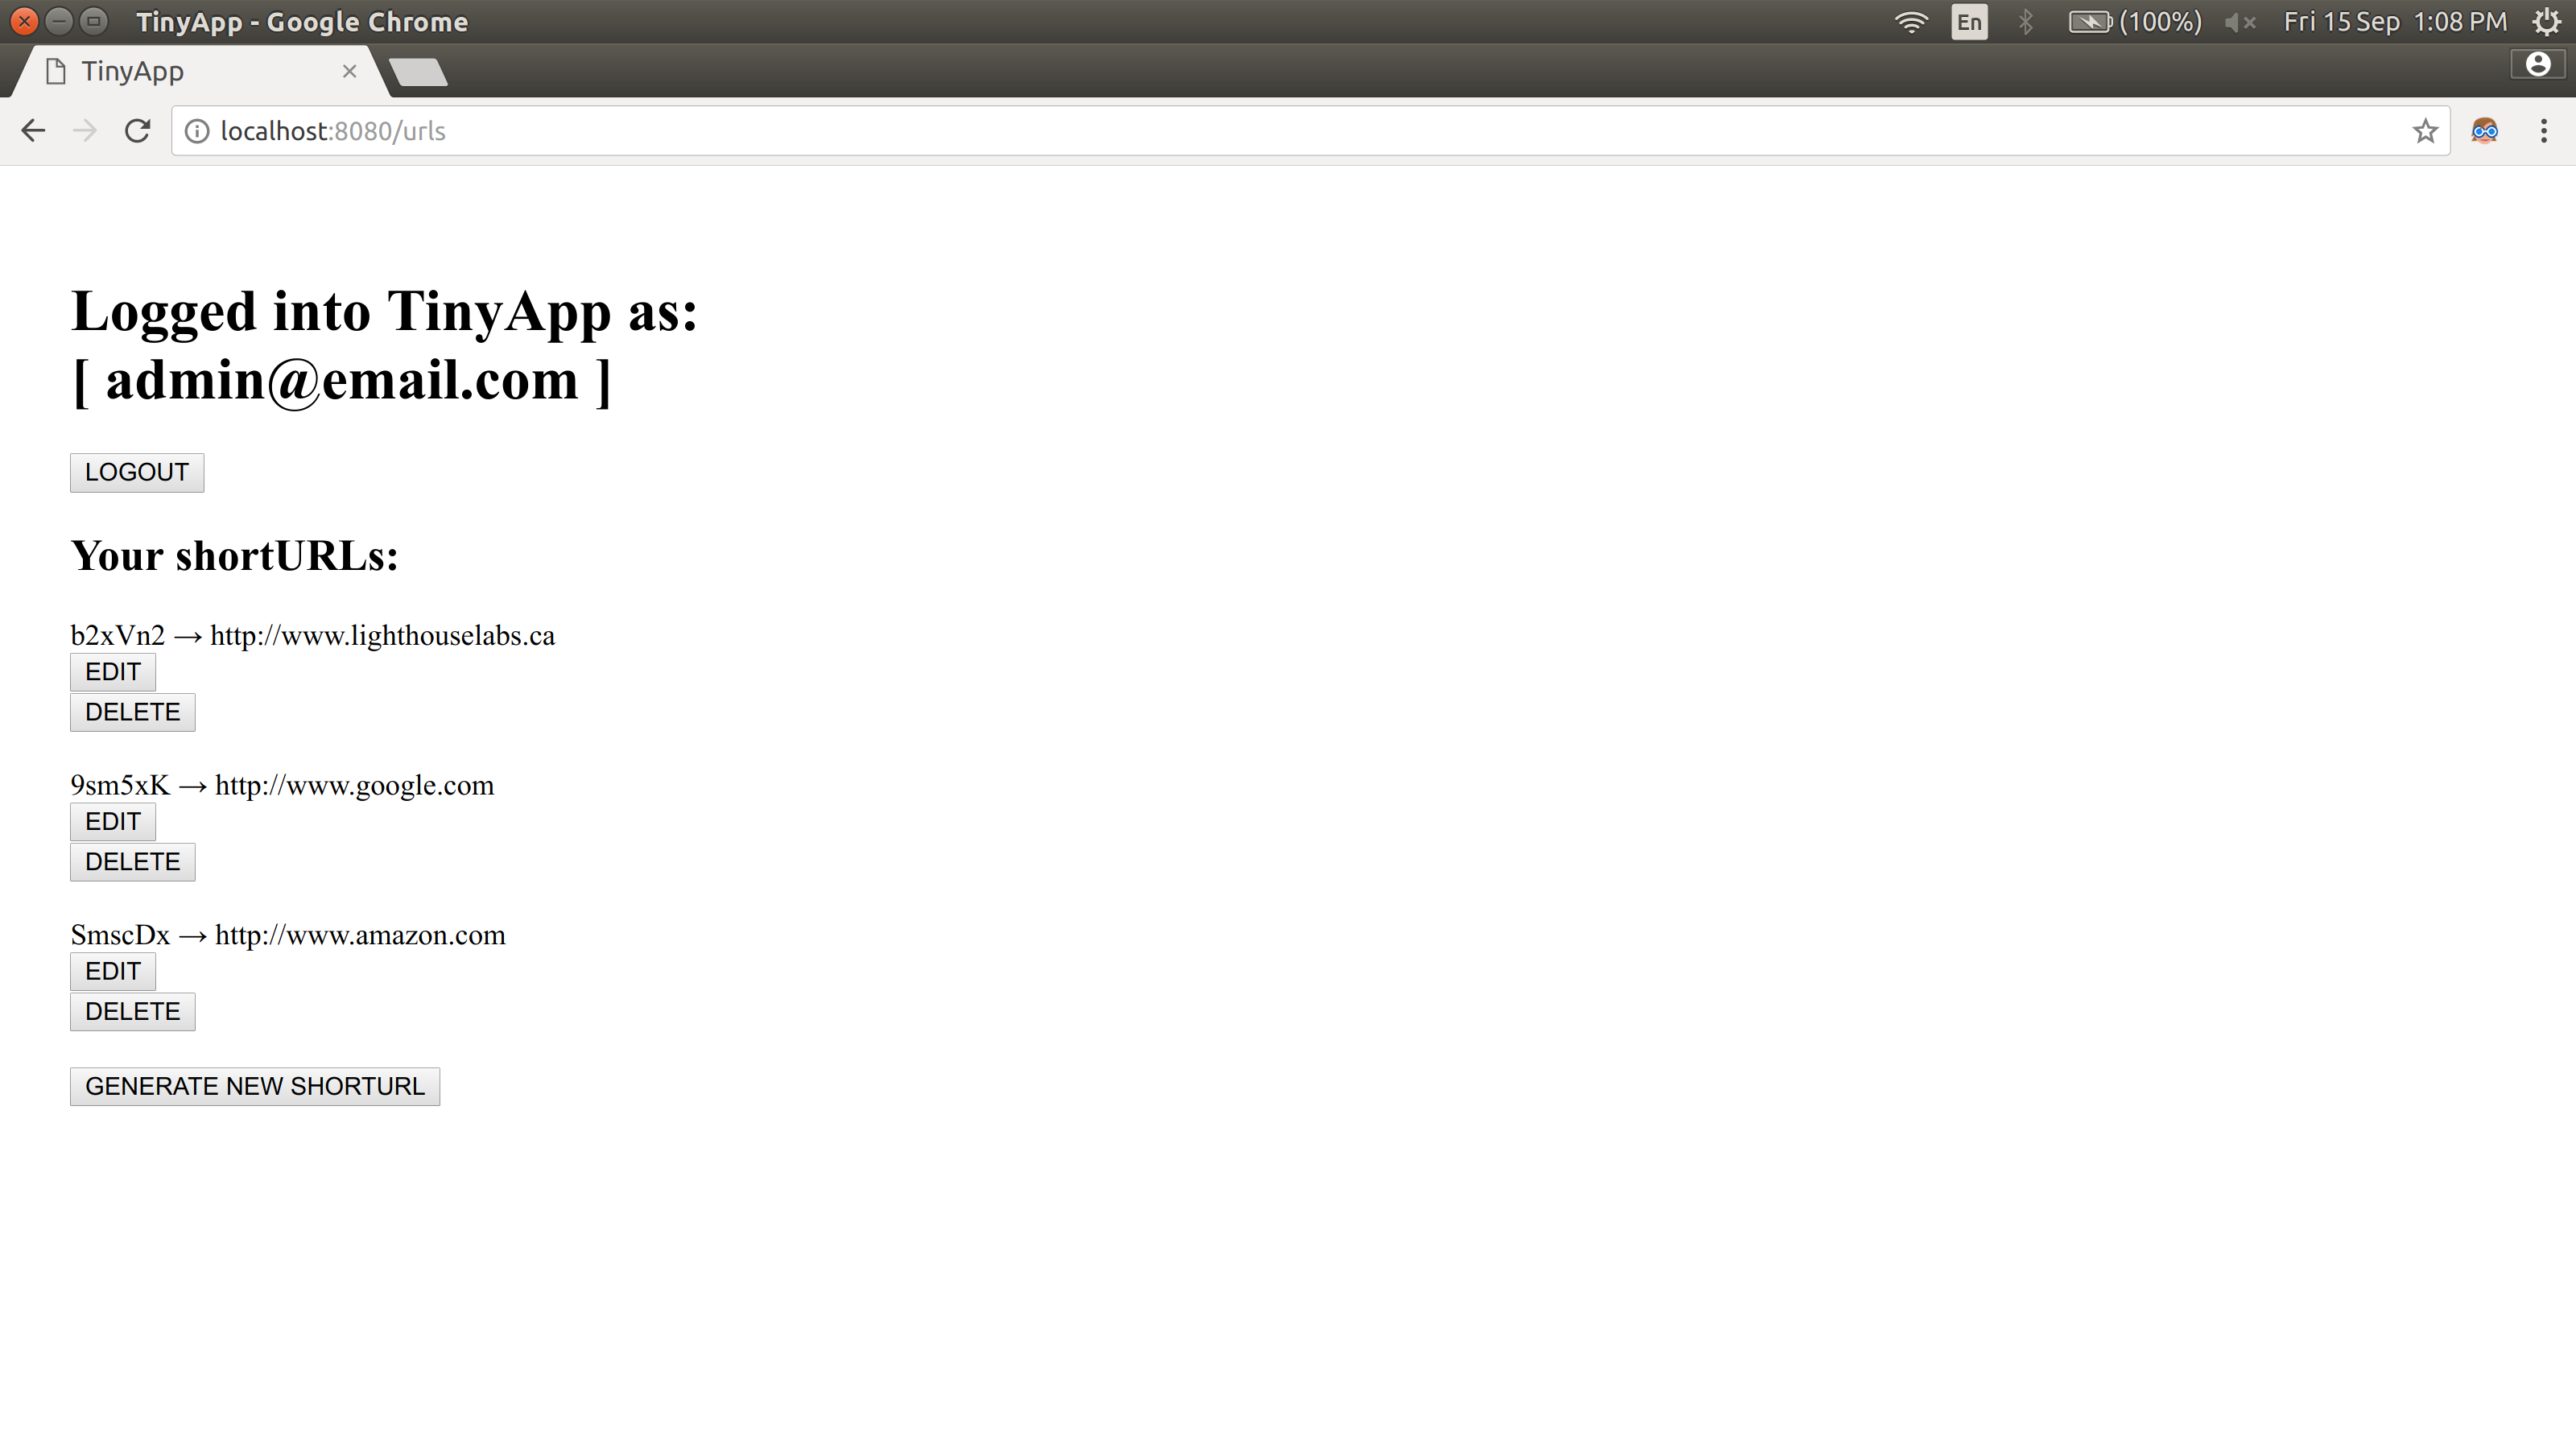 TinyApp - Google Chrome
En
(100%)
Fri 15 Sep 1:08 PM
TinyApp
localhost:8080/urls
Logged into TinyApp as:
[ admin@email.com ]
LOGOUT
Your shortURLs:
b2xVn2 → http://www.lighthouselabs.ca
EDIT
DELETE
9sm5xK → http://www.google.com
EDIT
DELETE
SmscDx → http://www.amazon.com
EDIT
DELETE
GENERATE NEW SHORTURL